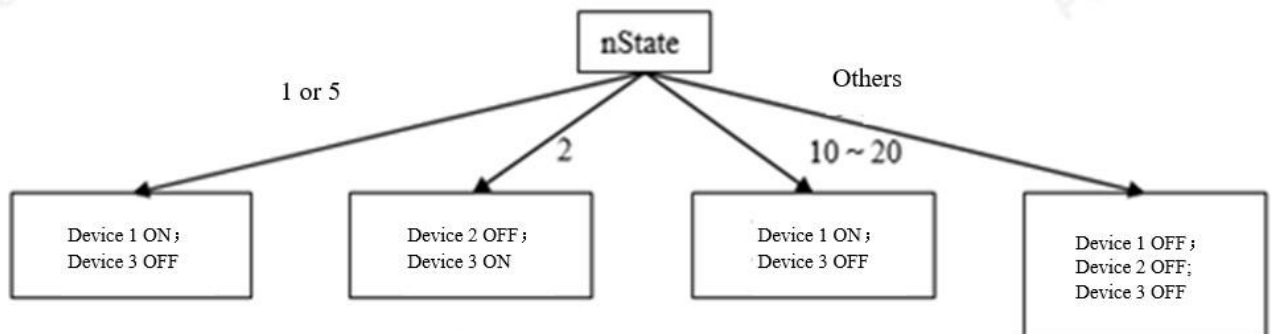 nState
1 or 5
Others
2
10 ~ 20
Device 1 ON；
Device 3 OFF
Device 2 OFF；
Device 3 ON
Device 1 ON；
Device 3 OFF
Device 1 OFF；
Device 2 OFF;
Device 3 OFF